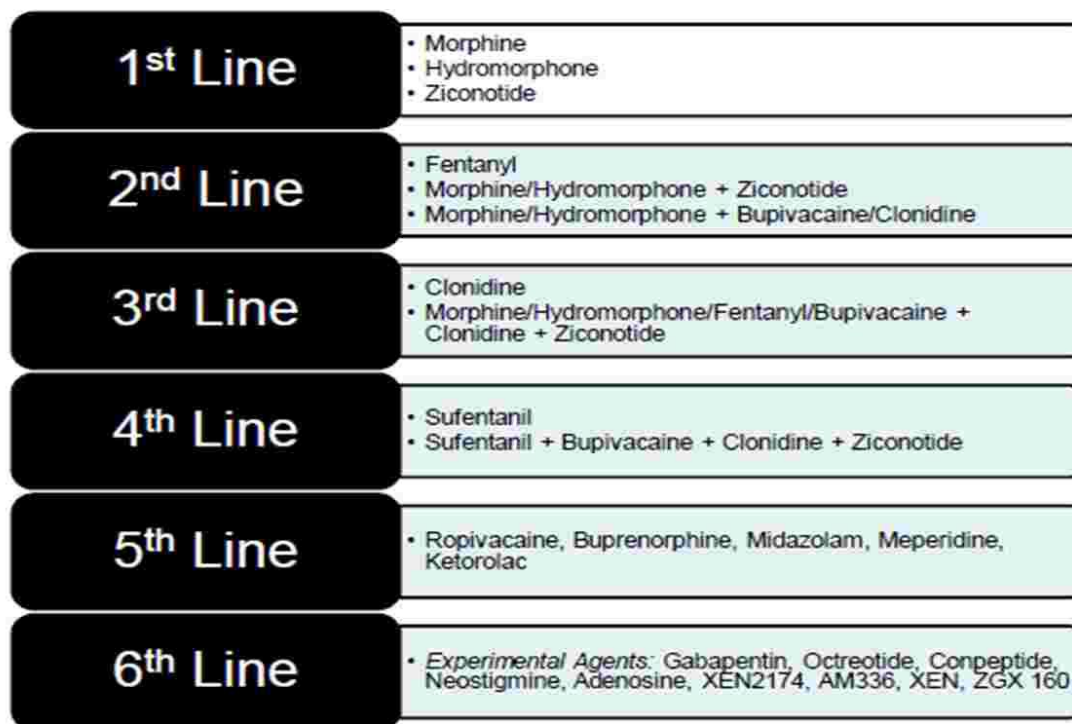 1st Line
• Morphine
• Hydromorphone
• Ziconotide
2nd Line
• Fentanyl
• Morphine/Hydromorphone + Ziconotide
• Morphine/Hydromorphone + Bupivacaine/Clonidine
3rd Line
• Clonidine
• Morphine/Hydromorphone/Fentanyl/Bupivacaine +
Clonidine + Ziconotide
4th Line
• Sufentanil
• Sufentanil + Bupivacaine + Clonidine + Ziconotide
5th Line
• Ropivacaine, Buprenorphine, Midazolam, Meperidine,
Ketorolac
6th Line
• Experimental Agents: Gabapentin, Octreotide, Conpeptide,
Neostigmine, Adenosine, XEN2174, AM336, XEN, ZGX 160